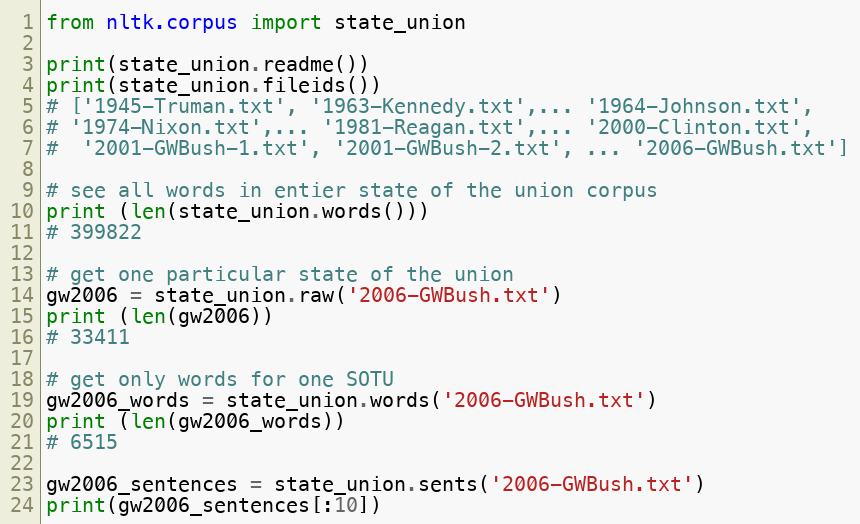 1 from nltk.corpus import state_union
2
3 print(state_union.readme())
4 print(state_union.fileids())
5 # ['1945-Truman.txt', '1963-Kennedy.txt',... '1964-Johnson.txt',
6 # '1974-Nixon.txt',... '1981-Reagan.txt',... '2000-Clinton.txt',
7 #  '2001-GWBush-1.txt', '2001-GWBush-2.txt', ... '2006-GWBush.txt']
8
9 # see all words in entier state of the union corpus
10 print (len(state_union.words()))
11 # 399822
12
13 # get one particular state of the union
14 gw2006 = state_union.raw('2006-GWBush.txt')
15 print (len(gw2006))
16 # 33411
17
18 # get only words for one SOTU
19 gw2006_words = state_union.words('2006-GWBush.txt')
20 print (len(gw2006_words))
21 # 6515
22
23 gw2006_sentences = state_union.sents('2006-GWBush.txt')
24 print(gw2006_sentences[:10])